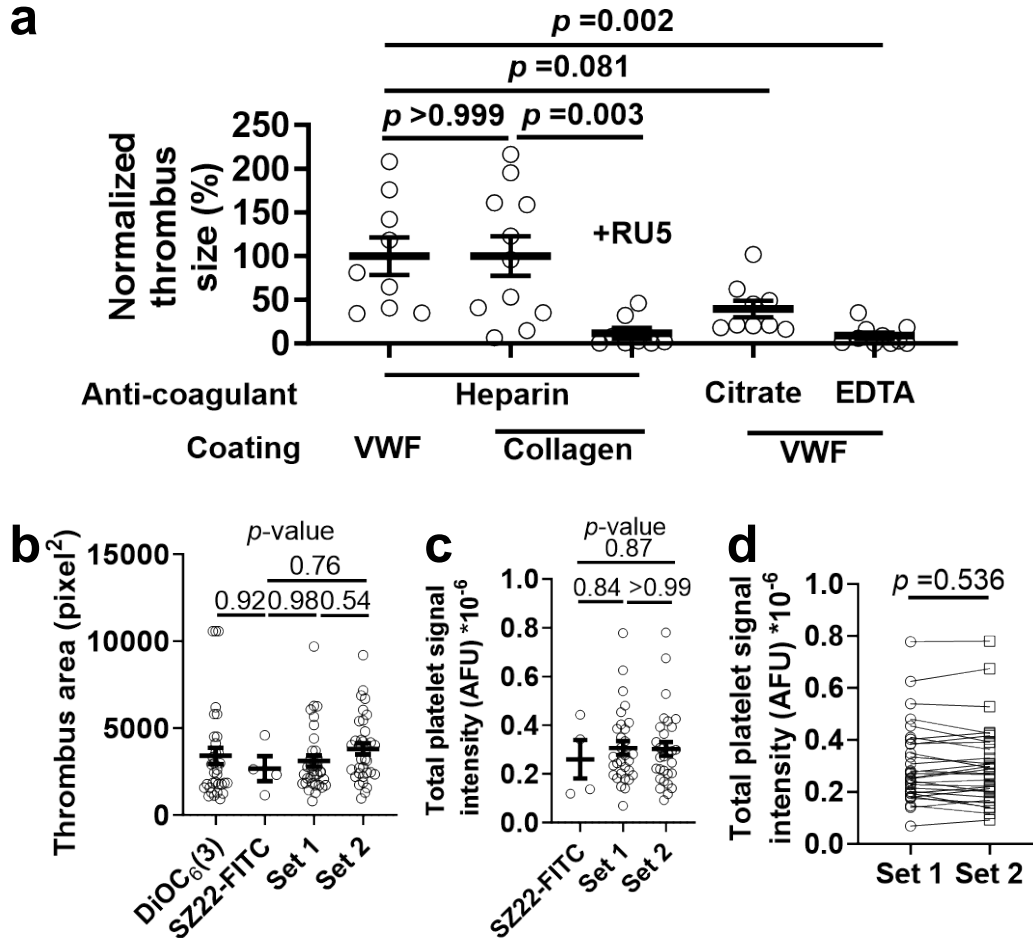 a
p =0.002
p =0.081
p >0.999 p =0.003
Normalized
thrombus
size (%)
250
200
150
100
50
0
+RU5
Anti-coagulant Heparin Citrate EDTA
Coating VWF Collagen VWF
b
Thrombus area (pixel²)
15000
10000
5000
0
p-value
0.76
0.92 0.98 0.54
DiOC₆(3)
SZ22-FITC
Set 1
Set 2
c
Total platelet signal
intensity (AFU) *10⁻⁶
1.0
0.8
0.6
0.4
0.2
0.0
p-value
0.87
0.84 >0.99
SZ22-FITC
Set 1
Set 2
d
Total platelet signal
intensity (AFU) *10⁻⁶
1.0
0.8
0.6
0.4
0.2
0.0
p =0.536
Set 1 Set 2